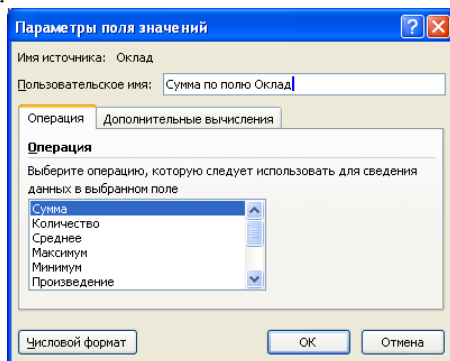 Параметры поля значений
Имя источника: Оклад
Пользовательское имя: Сумма по полю Оклад
Операция Дополнительные вычисления
Операция
Выберите операцию, которую следует использовать для сведения
данных в выбранном поле
Сумма
Количество
Среднее
Максимум
Минимум
Произведение
Числовой формат ОК Отмена